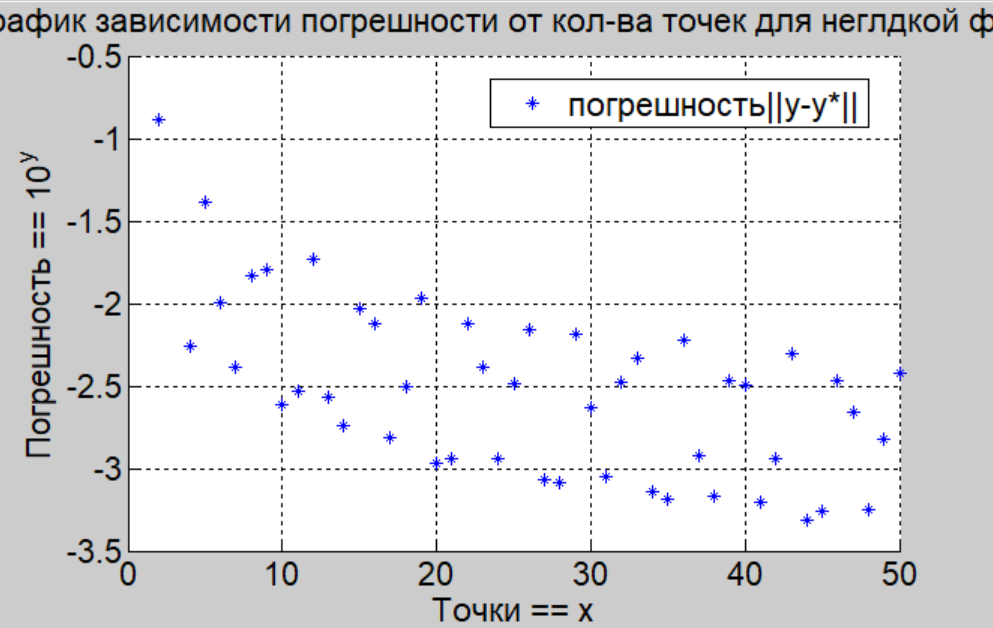 рафик зависимости погрешности от кол-ва точек для неглдкой ф
погрешность||y-y*||
Погрешность == 10^y
-0.5
-1
-1.5
-2
-2.5
-3
-3.5
0 10 20 30 40 50
Точки == x